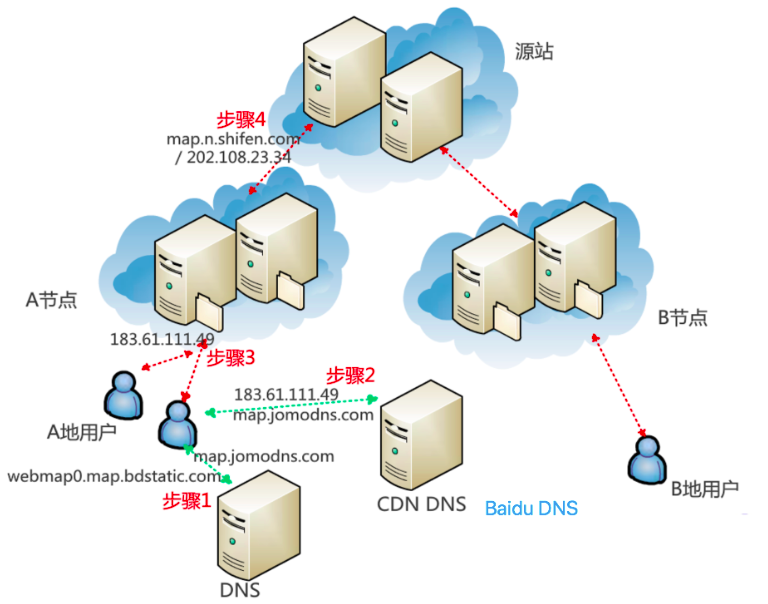 源站
步骤4
map.n.shifen.com
/ 202.108.23.34
A节点
B节点
183.61.111.49
步骤3
步骤2
183.61.111.49
map.jomodns.com
A地用户
map.jomodns.com
webmap0.map.bdstatic.com
步骤1
CDN DNS
Baidu DNS
B地用户
DNS